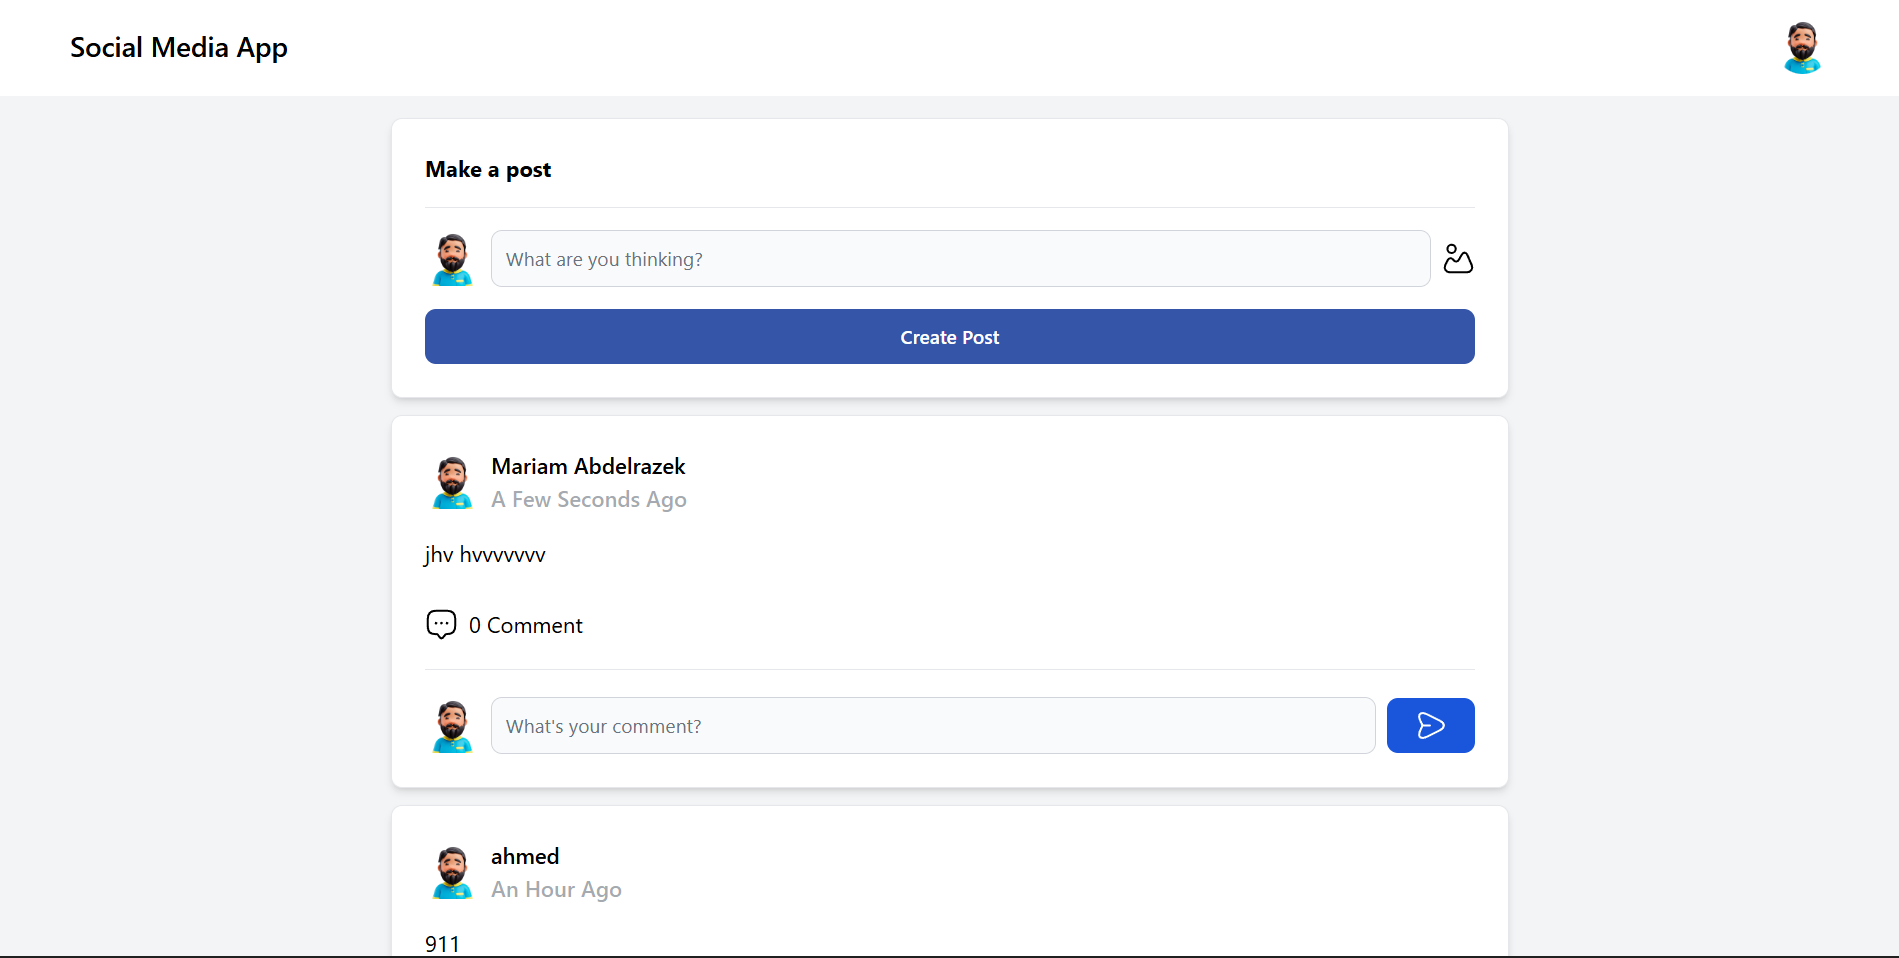 Social Media App
Make a post
What are you thinking?
Create Post
Mariam Abdelrazek
A Few Seconds Ago
jhv hvvvvvvv
0 Comment
What's your comment?
ahmed
An Hour Ago
911